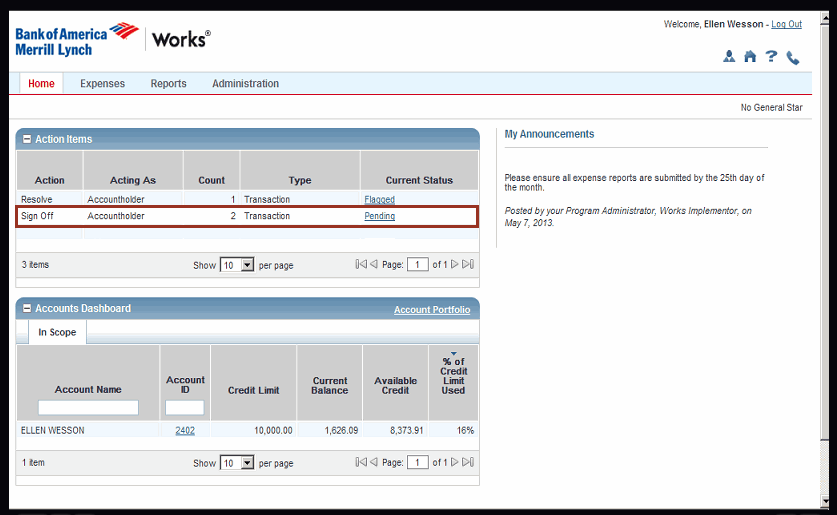 Bank of America
Merrill Lynch
Works®
Welcome, Ellen Wesson - Log Out
Home Expenses Reports Administration
No General Star
Action Items
Action Acting As Count Type Current Status
Resolve Accountholder 1 Transaction Flagged
Sign Off Accountholder 2 Transaction Pending
3 items Show 10 per page Page: 1 of 1
Accounts Dashboard Account Portfolio
In Scope
Account Name Account ID Credit Limit Current Balance Available Credit % of Credit Limit Used
ELLEN WESSON 2402 10,000.00 1,626.09 8,373.91 16%
1 item Show 10 per page Page: 1 of 1
My Announcements
Please ensure all expense reports are submitted by the 25th day of
the month.
Posted by your Program Administrator, Works Implementor, on
May 7, 2013.